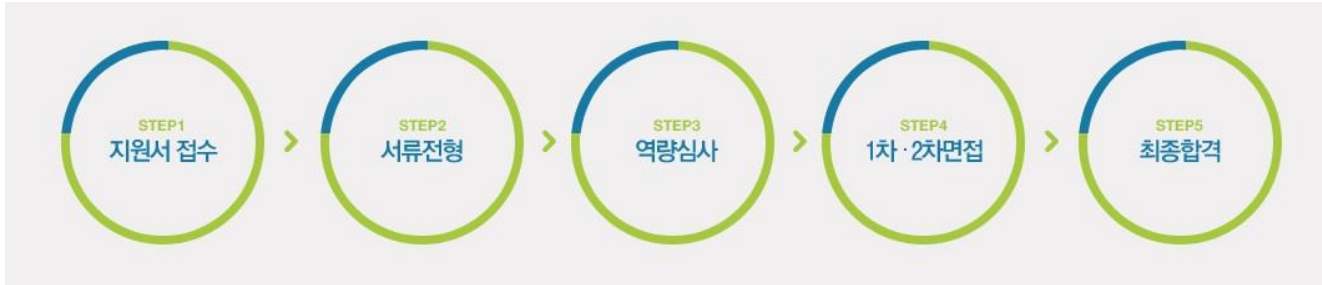 STEP1
지원서 접수
STEP2
서류전형
STEP3
역량심사
STEP4
1차 · 2차면접
STEP5
최종합격